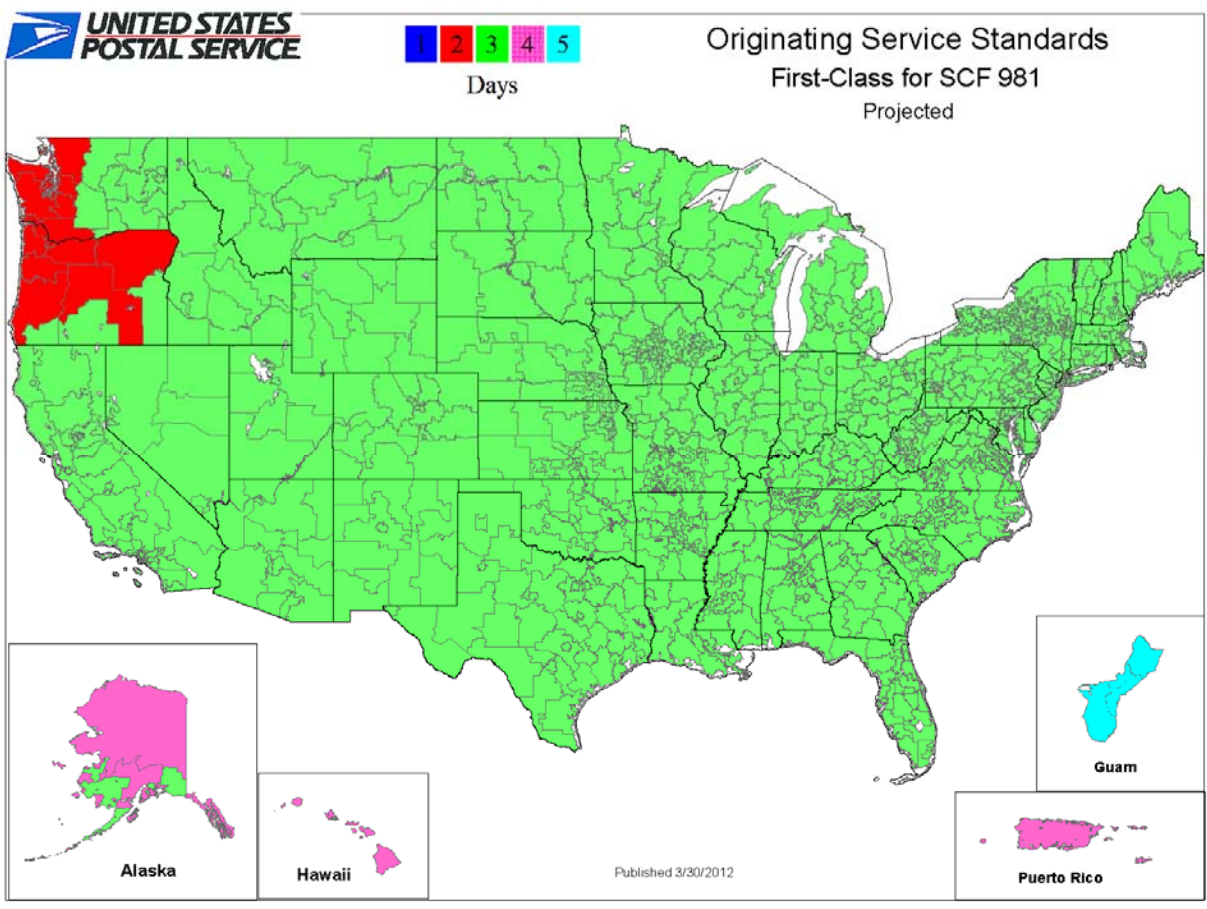 UNITED STATES
POSTAL SERVICE
1 2 3 4 5
Days
Originating Service Standards
First-Class for SCF 981
Projected
Guam
Alaska
Hawaii
Published 3/30/2012
Puerto Rico